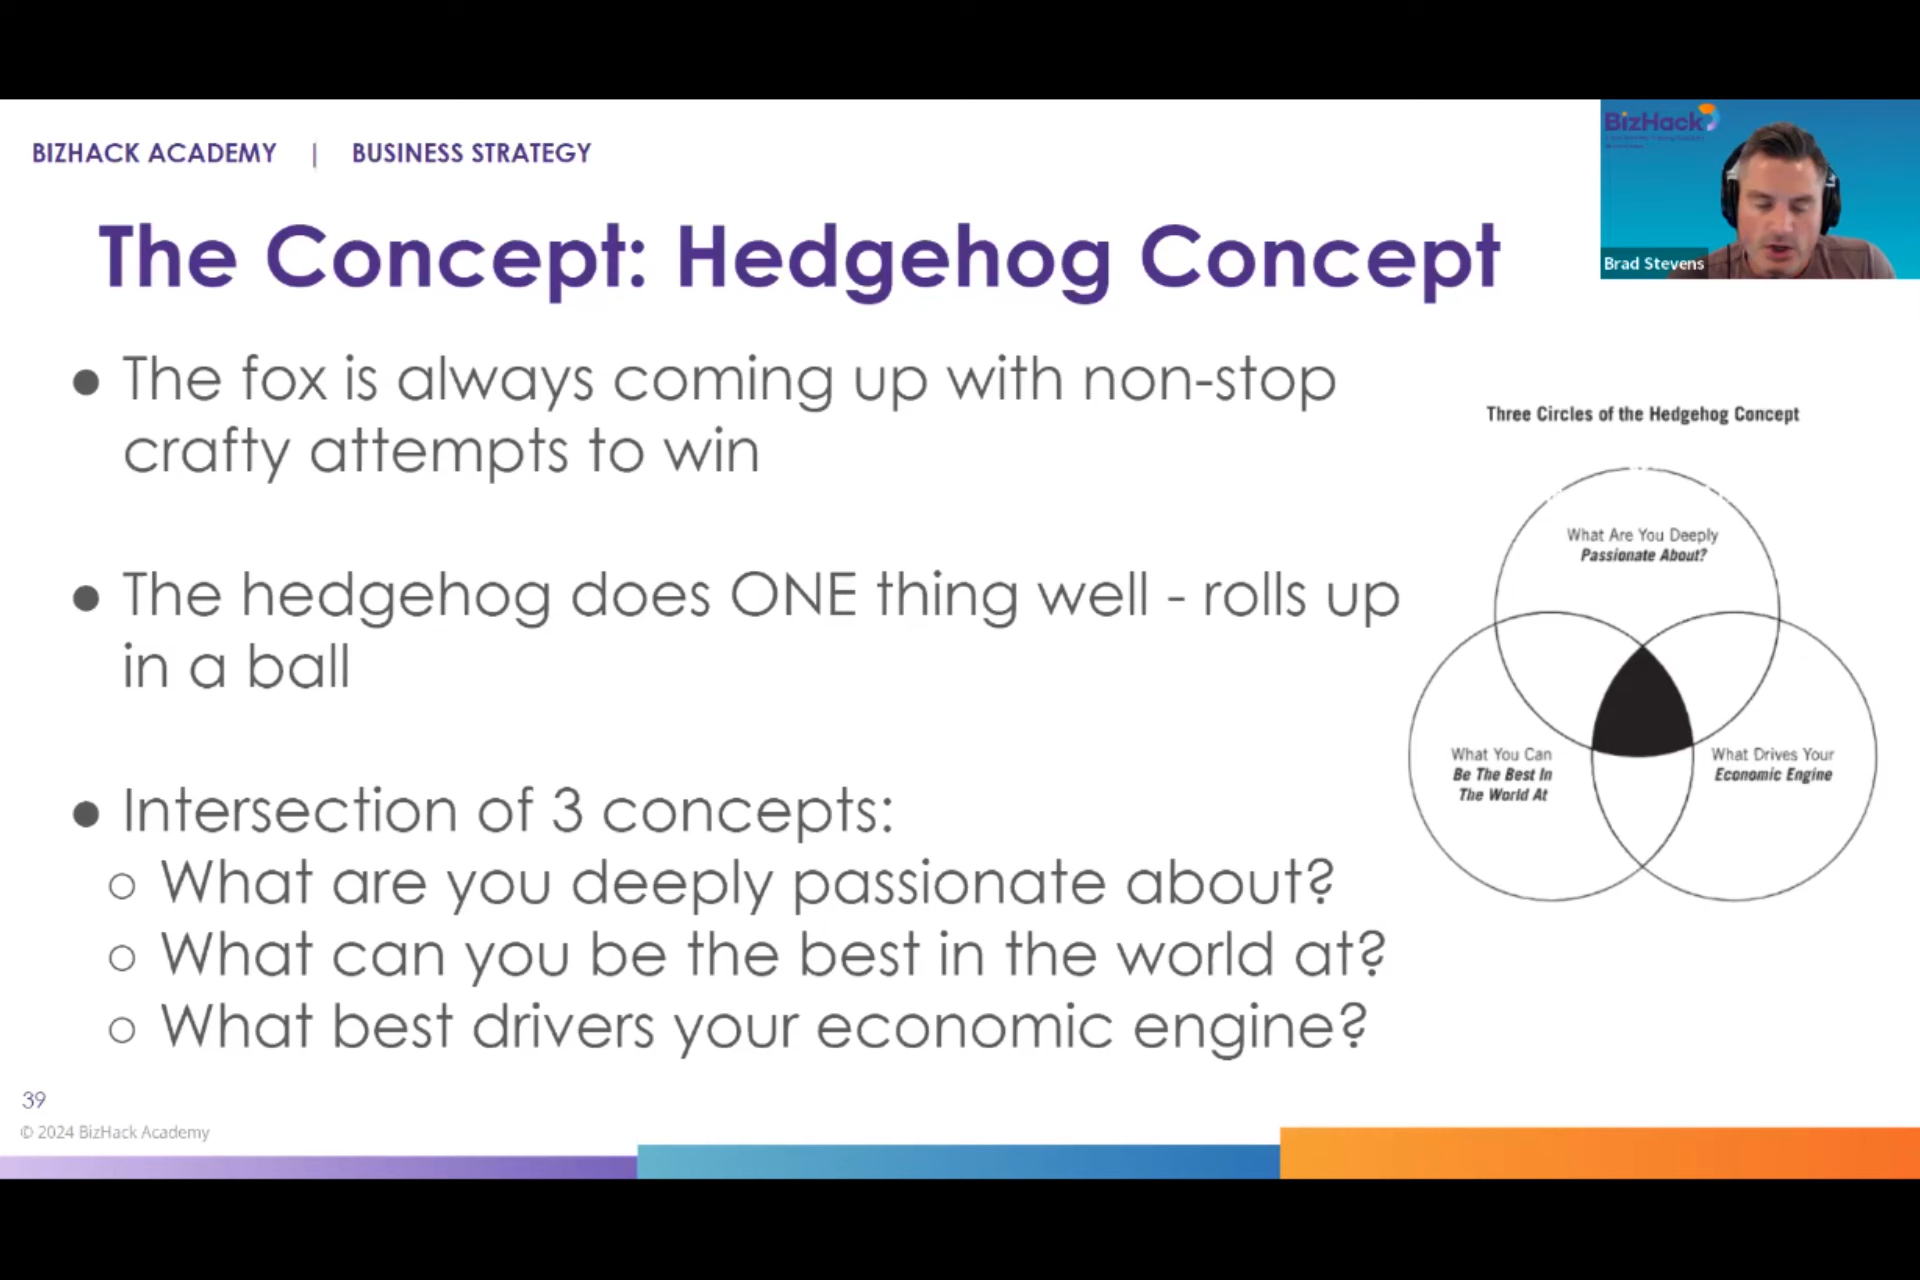 BIZHACK ACADEMY | BUSINESS STRATEGY
BizHack
Brad Stevens
The Concept: Hedgehog Concept
● The fox is always coming up with non-stop
crafty attempts to win
● The hedgehog does ONE thing well - rolls up
in a ball
● Intersection of 3 concepts:
○ What are you deeply passionate about?
○ What can you be the best in the world at?
○ What best drivers your economic engine?
Three Circles of the Hedgehog Concept
What Are You Deeply
Passionate About?
What You Can
Be The Best In
The World At
What Drives Your
Economic Engine
39
© 2024 BizHack Academy